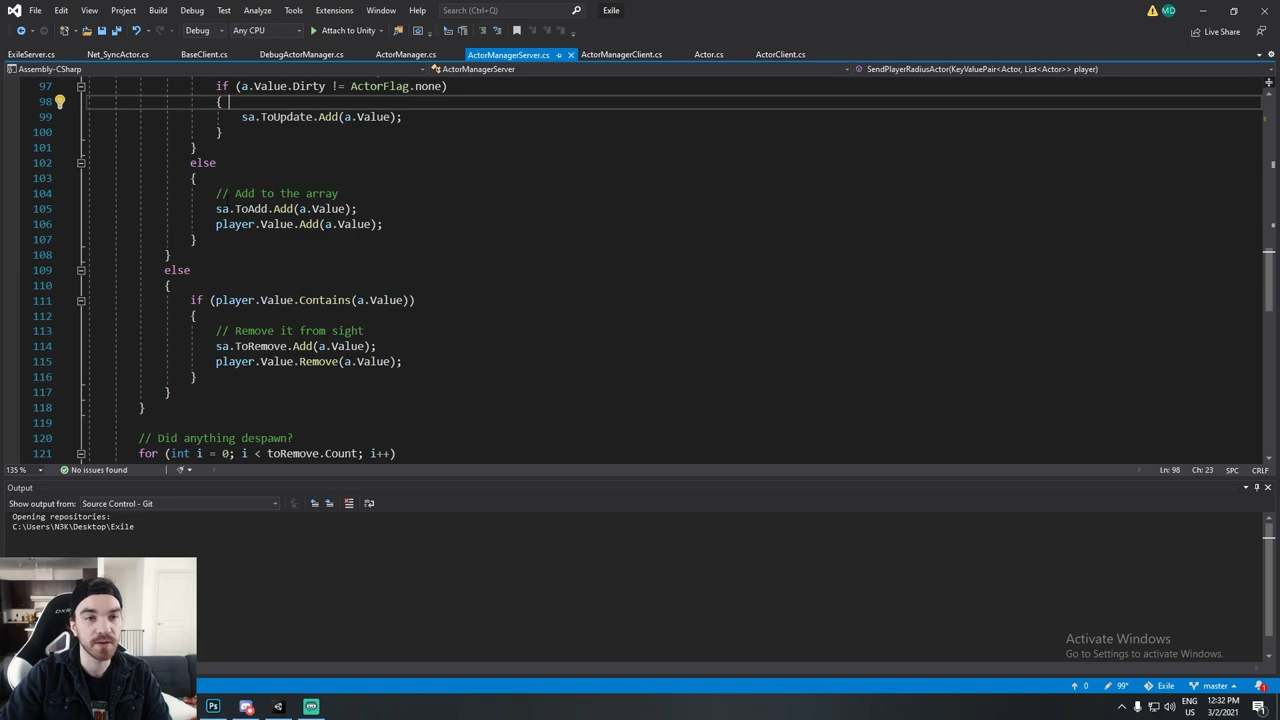 File Edit View Project Build Debug Test Analyze Tools Extensions Window Help Search (Ctrl+Q) Exile MD
Debug Any CPU Attach to Unity Live Share
ExileServer.cs Net_SyncActor.cs BaseClient.cs DebugActorManager.cs ActorManager.cs ActorManagerServer.cs ActorManagerClient.cs Actor.cs ActorClient.cs
Assembly-CSharp ActorManagerServer SendPlayerRadiusActor(KeyValuePair<Actor, List<Actor>> player)
97 if (a.Value.Dirty != ActorFlag.none)
98 {
99 sa.ToUpdate.Add(a.Value);
100 }
101 }
102 else
103 {
104 // Add to the array
105 sa.ToAdd.Add(a.Value);
106 player.Value.Add(a.Value);
107 }
108 }
109 else
110 {
111 if (player.Value.Contains(a.Value))
112 {
113 // Remove it from sight
114 sa.ToRemove.Add(a.Value);
115 player.Value.Remove(a.Value);
116 }
117 }
118 }
119
120 // Did anything despawn?
121 for (int i = 0; i < toRemove.Count; i++)
135 % No issues found Ln: 98 Ch: 23 SPC CRLF
Output
Show output from: Source Control - Git
Opening repositories:
C:\Users\N3K\Desktop\Exile
Activate Windows
Go to Settings to activate Windows.
0 99* Exile master 1
Ps ENG 12:32 PM
US 3/2/2021 1